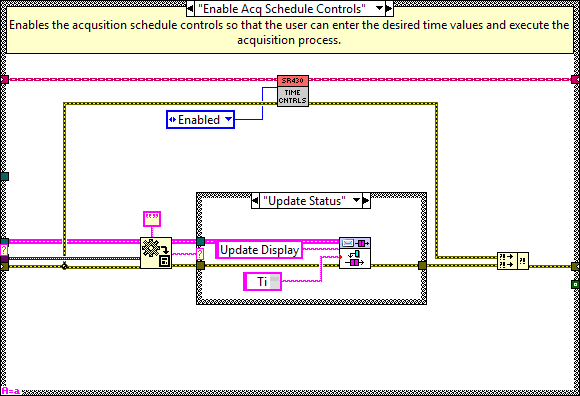 "Enable Acq Schedule Controls"
Enables the acqusition schedule controls so that the user can enter the desired time values and execute the
acquisition process.
SR430
TIME
CNTRLS
Enabled
"Update Status"
Update Display
Ti
A=a